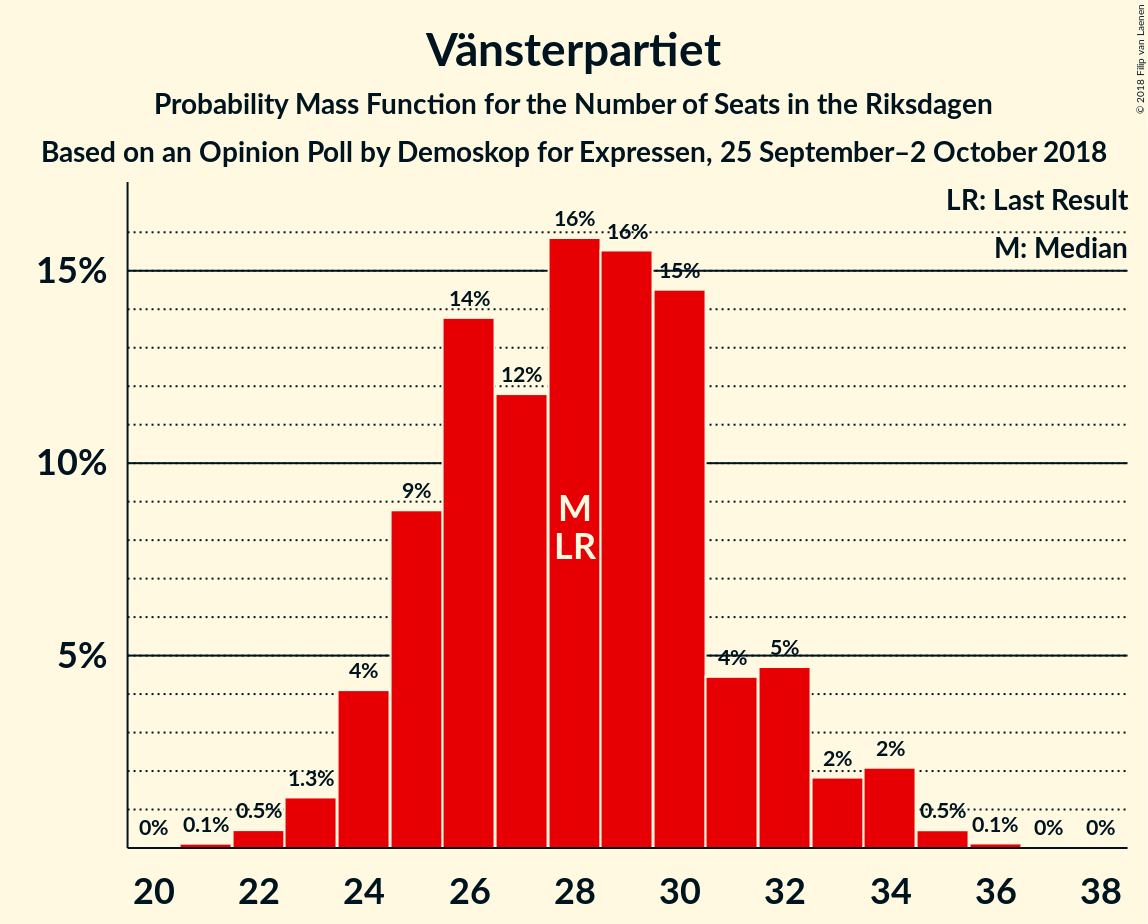 Vänsterpartiet
Probability Mass Function for the Number of Seats in the Riksdagen
Based on an Opinion Poll by Demoskop for Expressen, 25 September–2 October 2018
© 2018 Filip van Laenen
LR: Last Result
M: Median
15%
10%
5%
0%
0.1%
0.5%
1.3%
4%
9%
14%
12%
16%
16%
15%
4%
5%
2%
2%
0.5%
0.1%
0%
0%
M
LR
20 22 24 26 28 30 32 34 36 38